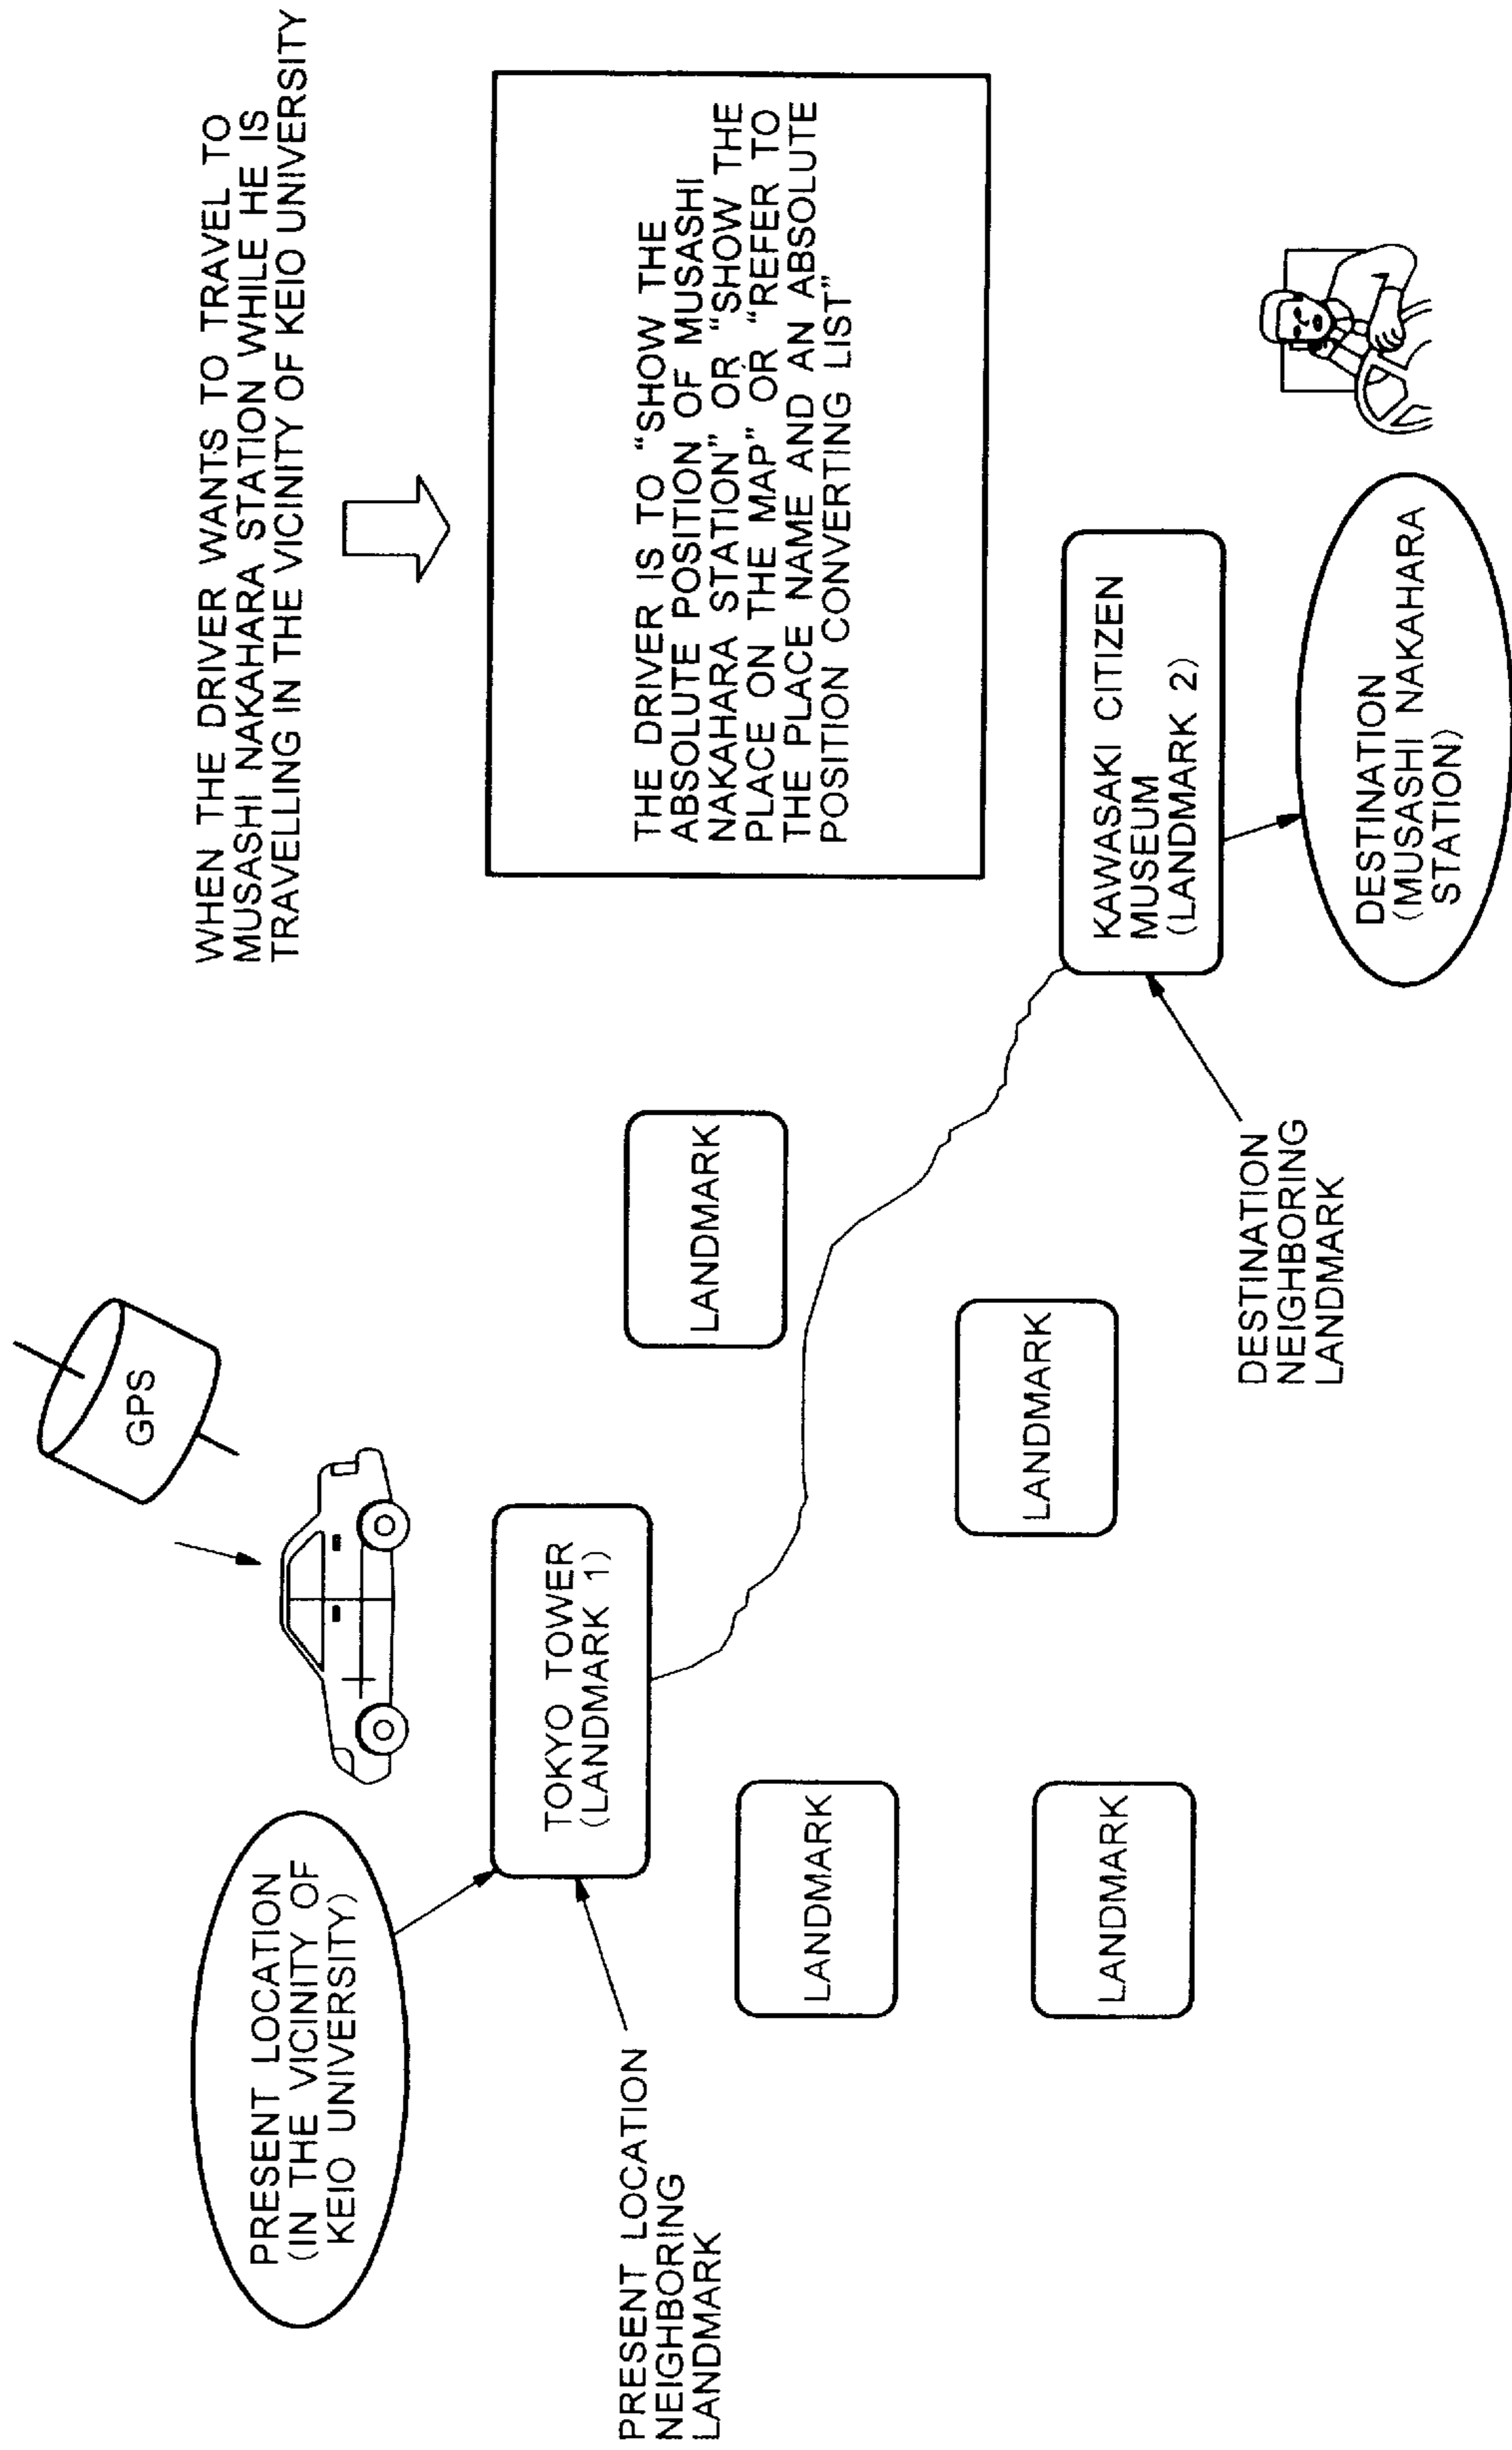 WHEN THE DRIVER WANTS TO TRAVEL TO
MUSASHI NAKAHARA STATION WHILE HE IS
TRAVELLING IN THE VICINITY OF KEIO UNIVERSITY
THE DRIVER IS TO "SHOW THE
ABSOLUTE POSITION OF MUSASHI
NAKAHARA STATION" OR "SHOW THE
PLACE ON THE MAP" OR "REFER TO
THE PLACE NAME AND AN ABSOLUTE
POSITION CONVERTING LIST"
GPS
PRESENT LOCATION
(IN THE VICINITY OF
KEIO UNIVERSITY)
TOKYO TOWER
(LANDMARK 1)
PRESENT LOCATION
NEIGHBORING
LANDMARK
LANDMARK
LANDMARK
LANDMARK
LANDMARK
KAWASAKI CITIZEN
MUSEUM
(LANDMARK 2)
DESTINATION
NEIGHBORING
LANDMARK
DESTINATION
(MUSASHI NAKAHARA
STATION)